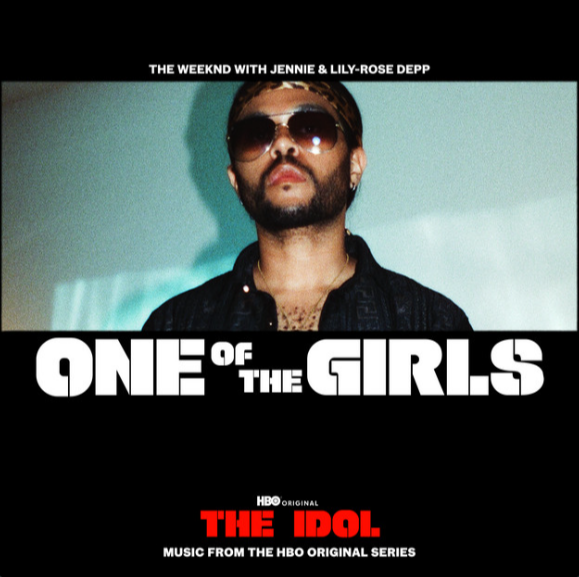 THE WEEKND WITH JENNIE & LILY-ROSE DEPP
ONE OF THE GIRLS
HBO ORIGINAL
THE IDOL
MUSIC FROM THE HBO ORIGINAL SERIES